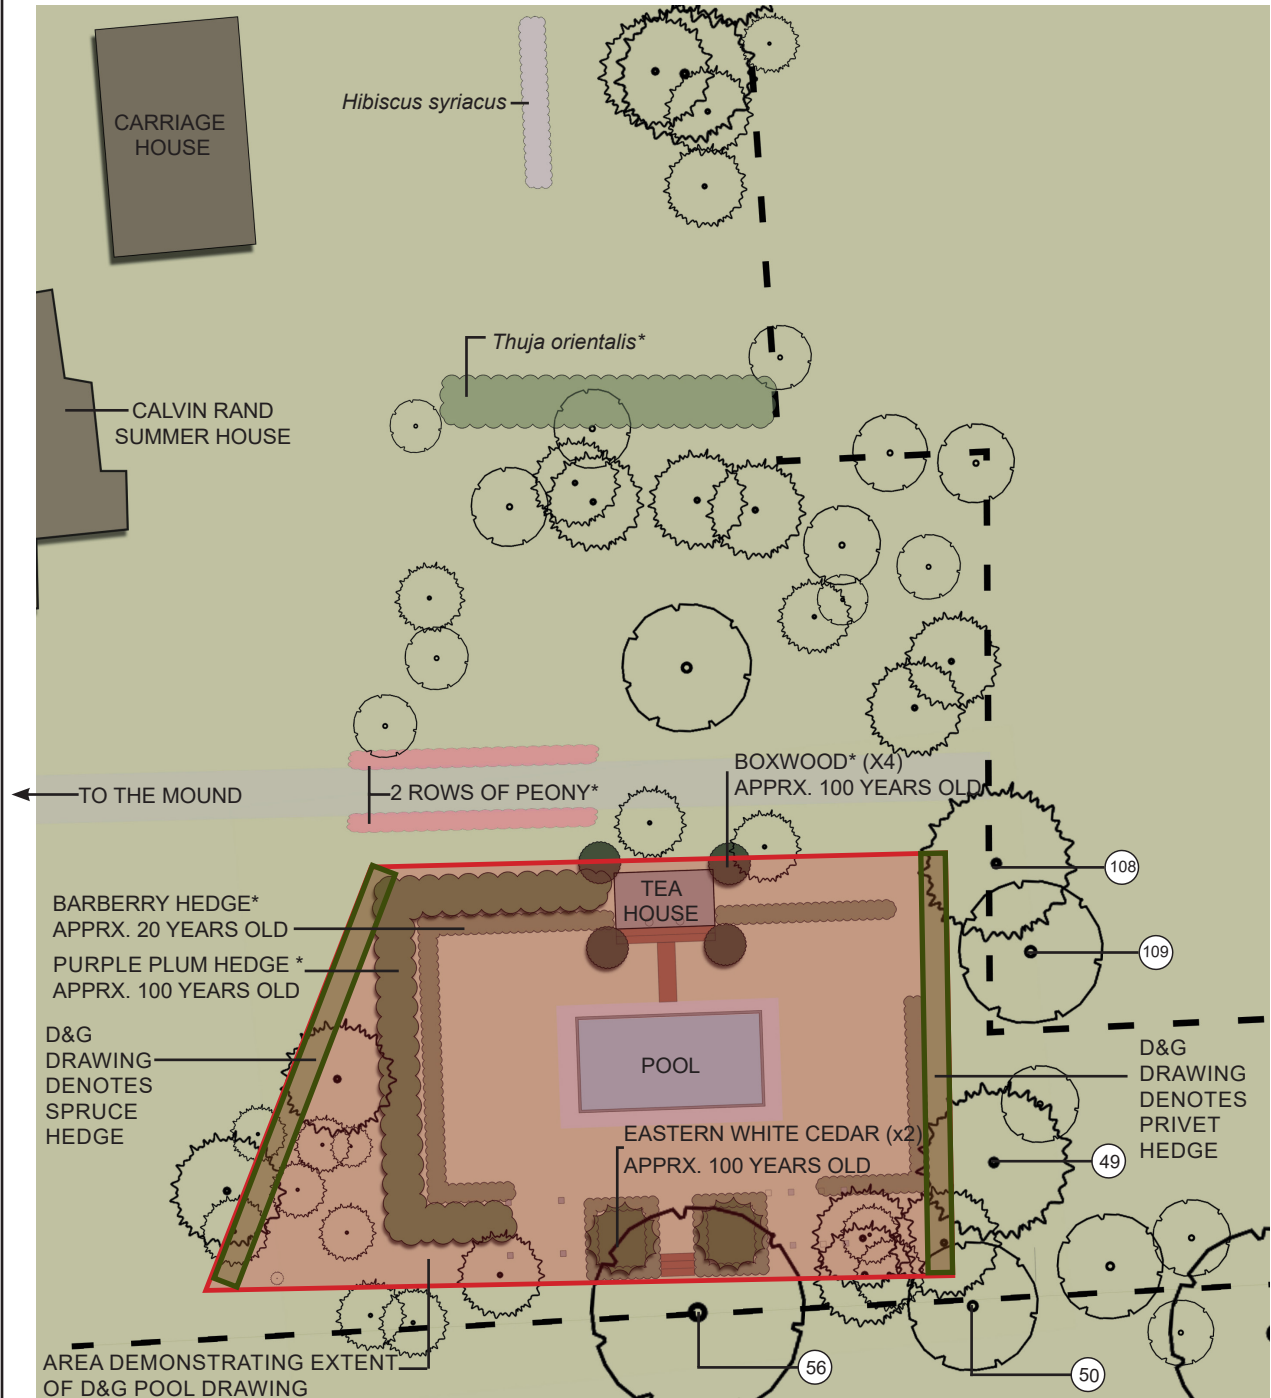 CARRIAGE
HOUSE
Hibiscus syriacus
Thuja orientalis*
CALVIN RAND
SUMMER HOUSE
BOXWOOD* (X4)
APPRX. 100 YEARS OLD
TO THE MOUND
2 ROWS OF PEONY*
108
TEA
HOUSE
BARBERRY HEDGE*
APPRX. 20 YEARS OLD
109
PURPLE PLUM HEDGE *
APPRX. 100 YEARS OLD
D&G
DRAWING
DENOTES
SPRUCE
HEDGE
POOL
D&G
DRAWING
DENOTES
PRIVET
HEDGE
EASTERN WHITE CEDAR (x2)
APPRX. 100 YEARS OLD
49
AREA DEMONSTRATING EXTENT
OF D&G POOL DRAWING
56
50